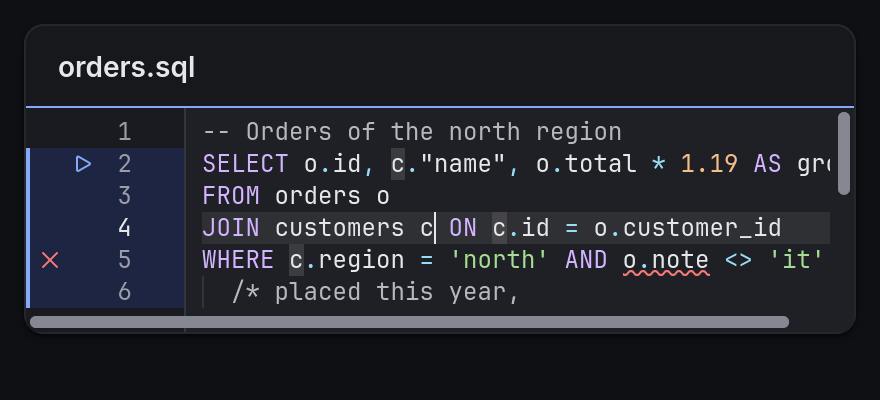 orders.sql
1 -- Orders of the north region
2 SELECT o.id, c."name", o.total * 1.19 AS
3 FROM orders o
4 JOIN customers c ON c.id = o.customer_id
5 WHERE c.region = 'north' AND o.note <> 'it'
6 /* placed this year,